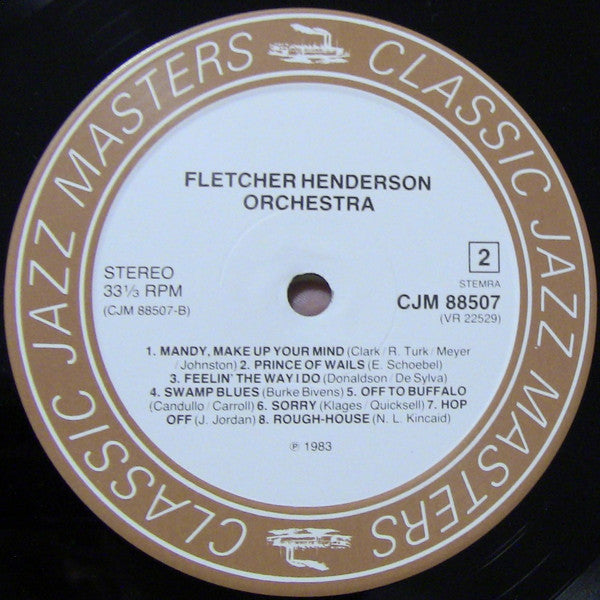 CLASSIC JAZZ MASTERS
CLASSIC JAZZ MASTERS
FLETCHER HENDERSON
ORCHESTRA
STEREO
33⅓ RPM
(CJM 88507-B)
2
STEMRA
CJM 88507
(VR 22529)
1. MANDY, MAKE UP YOUR MIND (Clark/R. Turk/Meyer
/Johnston) 2. PRINCE OF WAILS (E. Schoebel)
3. FEELIN' THE WAY I DO (Donaldson/De Sylva)
4. SWAMP BLUES (Burke Bivens) 5. OFF TO BUFFALO
(Candullo/Carroll) 6. SORRY (Klages/Quicksell) 7. HOP
OFF (J. Jordan) 8. ROUGH-HOUSE (N. L. Kincaid)
℗ 1983